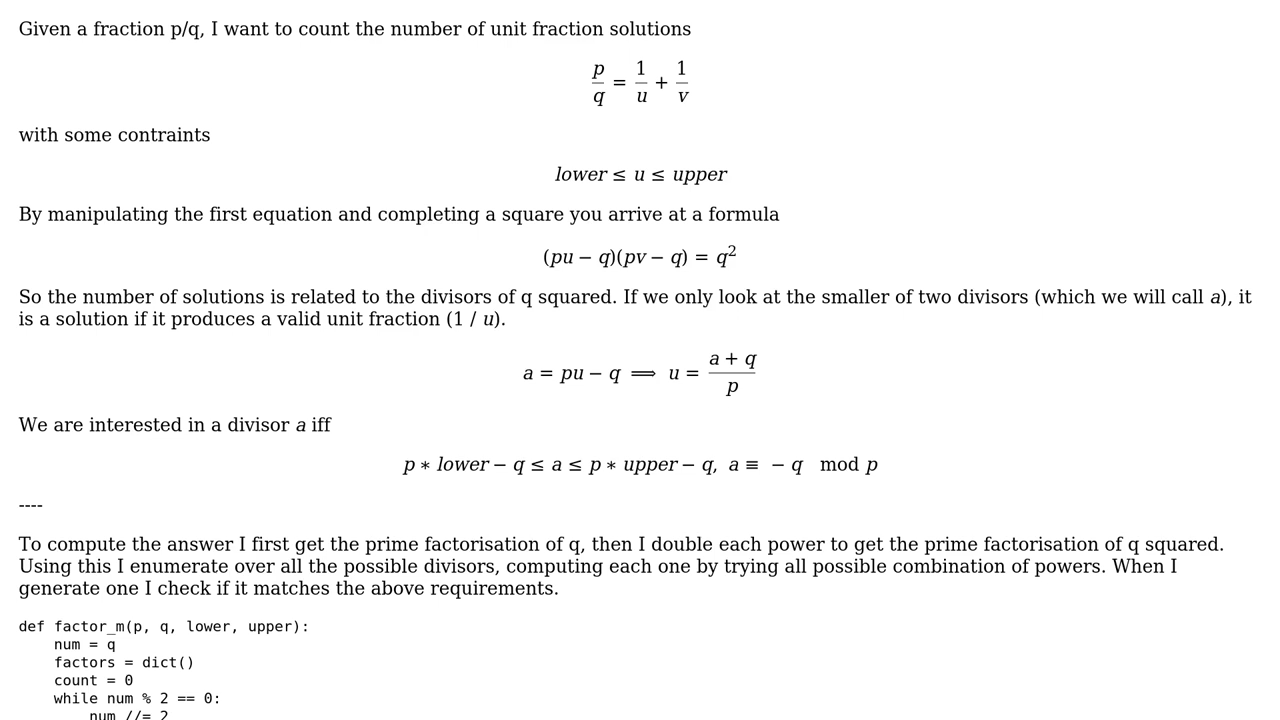 Given a fraction p/q, I want to count the number of unit fraction solutions
p/q = 1/u + 1/v
with some contraints
lower ≤ u ≤ upper
By manipulating the first equation and completing a square you arrive at a formula
(pu − q)(pv − q) = q²
So the number of solutions is related to the divisors of q squared. If we only look at the smaller of two divisors (which we will call a), it
is a solution if it produces a valid unit fraction (1 / u).
a = pu − q ⟹ u = (a + q)/p
We are interested in a divisor a iff
p ∗ lower − q ≤ a ≤ p ∗ upper − q, a ≡ − q mod p
----
To compute the answer I first get the prime factorisation of q, then I double each power to get the prime factorisation of q squared.
Using this I enumerate over all the possible divisors, computing each one by trying all possible combination of powers. When I
generate one I check if it matches the above requirements.
def factor_m(p, q, lower, upper):
    num = q
    factors = dict()
    count = 0
    while num % 2 == 0:
        num //= 2